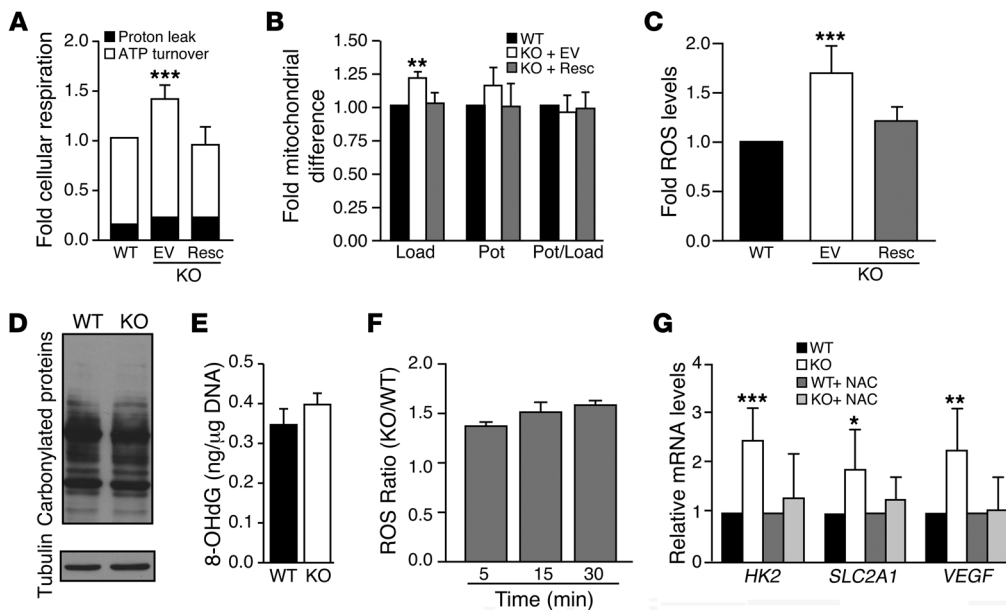 A
Proton leak
ATP turnover
Fold cellular respiration
2.0
1.5
1.0
0.5
0.0
***
WT EV Resc
KO
B
WT
KO + EV
KO + Resc
Fold mitochondrial
difference
1.50
1.25
1.00
0.75
0.50
0.25
0.00
**
Load Pot Pot/Load
C
Fold ROS levels
2.0
1.5
1.0
0.5
0.0
***
WT EV Resc
KO
D
WT KO
Carbonylated proteins
Tubulin
E
8-OHdG (ng/μg DNA)
0.5
0.4
0.3
0.4
0.1
0.0
WT KO
F
ROS Ratio (KO/WT)
2.0
1.5
1.0
0.5
0.0
5 15 30
Time (min)
G
WT
KO
WT+ NAC
KO+ NAC
Relative mRNA levels
4
3
2
1
0
*** * **
HK2 SLC2A1 VEGF